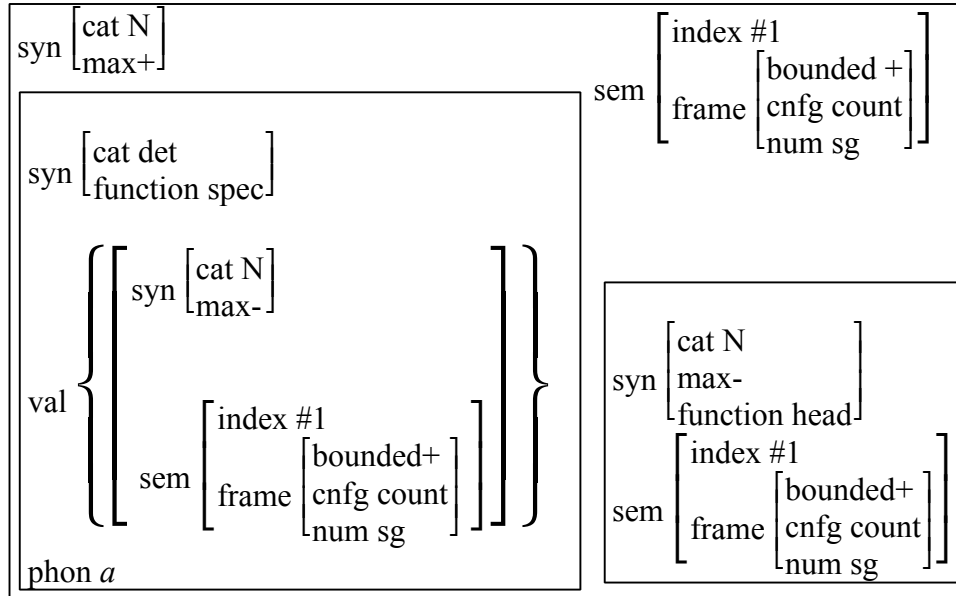 syn [cat N
max+]
sem [index #1
frame [bounded +
cnfg count
num sg]]
syn [cat det
function spec]
val {[syn [cat N
max-]
sem [index #1
frame [bounded+
cnfg count
num sg]]]}
phon a
syn [cat N
max-
function head]
sem [index #1
frame [bounded+
cnfg count
num sg]]